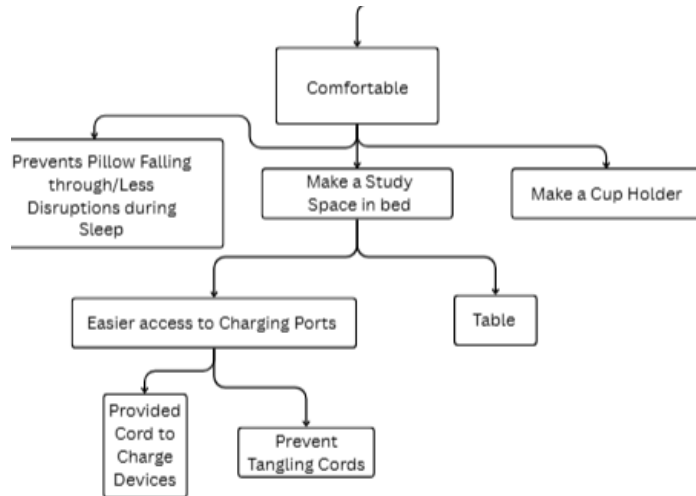 Comfortable
Prevents Pillow Falling
through/Less
Disruptions during
Sleep
Make a Study
Space in bed
Make a Cup Holder
Easier access to Charging Ports
Table
Provided
Cord to
Charge
Devices
Prevent
Tangling Cords